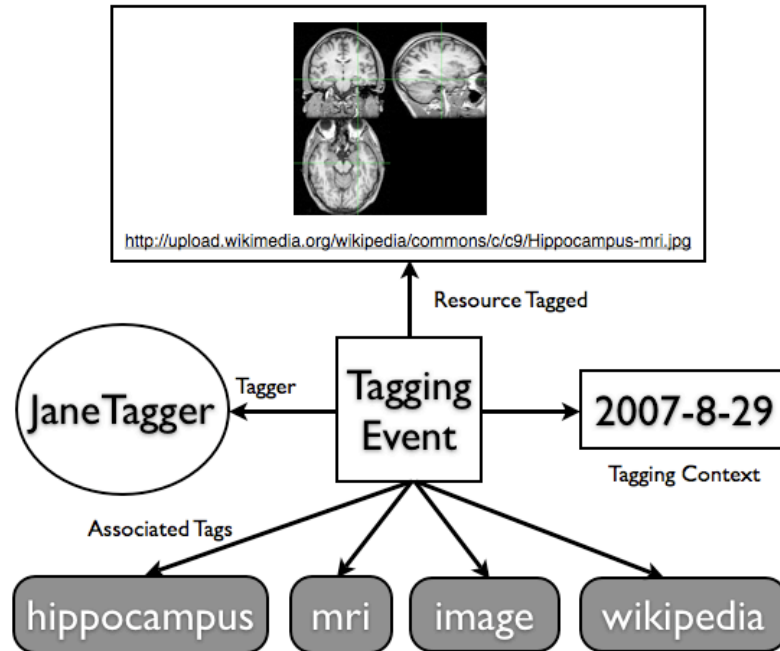 http://upload.wikimedia.org/wikipedia/commons/c/c9/Hippocampus-mri.jpg
Resource Tagged
JaneTagger
Tagger
Tagging
Event
2007-8-29
Tagging Context
Associated Tags
hippocampus
mri
image
wikipedia